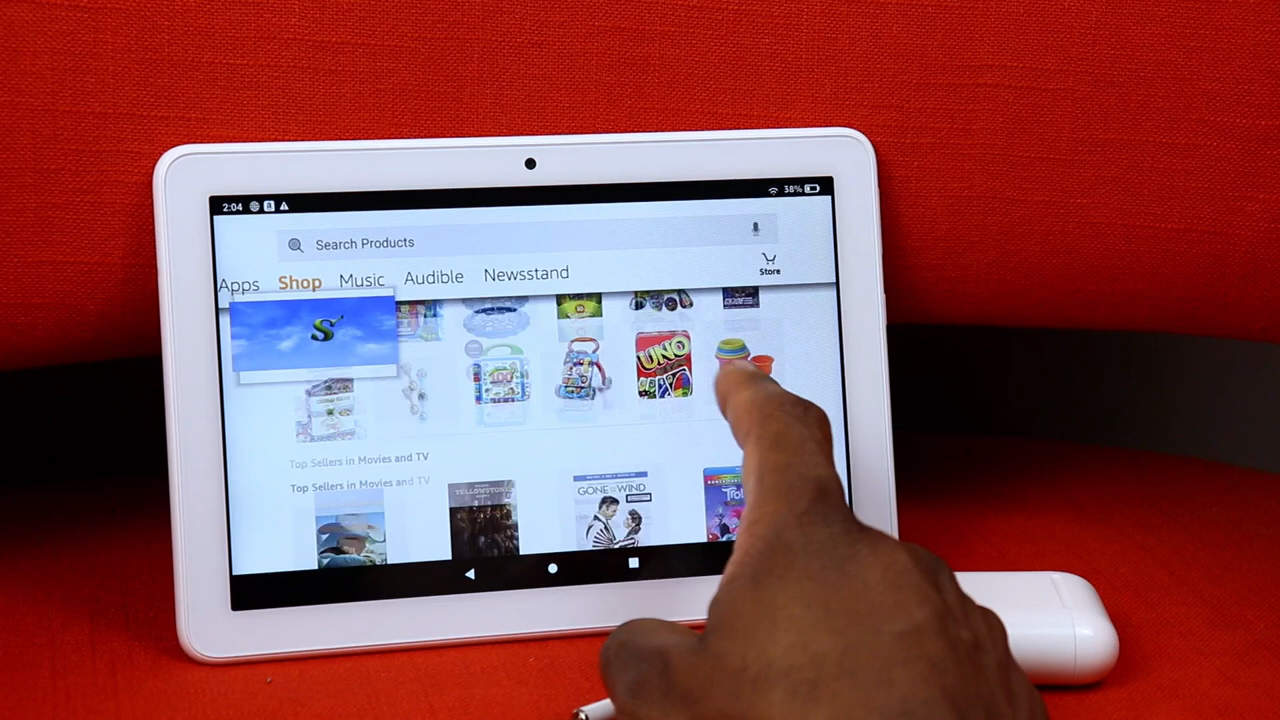 2:04
38%
Search Products
Apps Shop Music Audible Newsstand
Store
S
100
UNO
Top Sellers in Movies and TV
Top Sellers in Movies and TV
YELLOWSTONE
GONE WIND